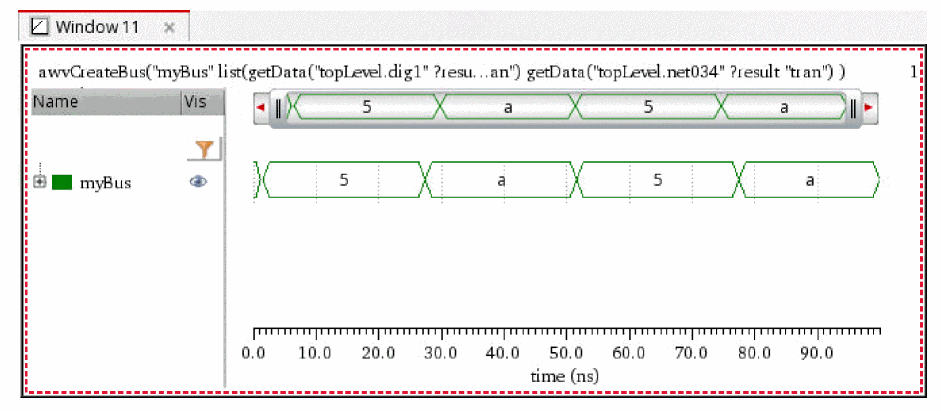 Window 11 ×
awvCreateBus("myBus" list(getData("topLevel.dig1" ?resu...an") getData("topLevel.net034" ?result "tran") ) 1
Name Vis
5 a 5 a
myBus 5 a 5 a
0.0 10.0 20.0 30.0 40.0 50.0 60.0 70.0 80.0 90.0
time (ns)